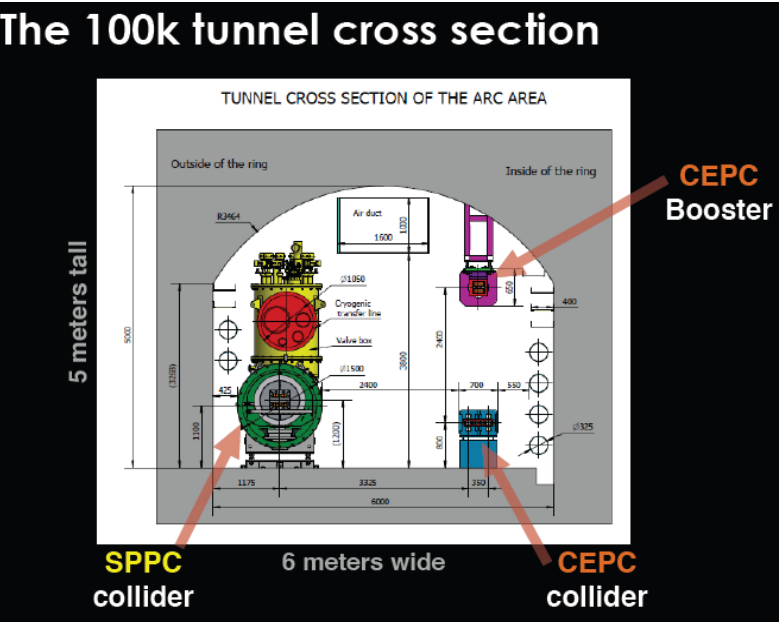 The 100k tunnel cross section
TUNNEL CROSS SECTION OF THE ARC AREA
Outside of the ring
Inside of the ring
CEPC
Booster
R3464
Air duct
1600
1000
5 meters tall
5000
(3283)
Ø1050
Cryogenic
transfer line
Valve box
Ø1500
650
400
2400
3800
425
2400
700
550
1100
(1200)
800
Ø325
1175
3325
350
6000
SPPC
collider
6 meters wide
CEPC
collider